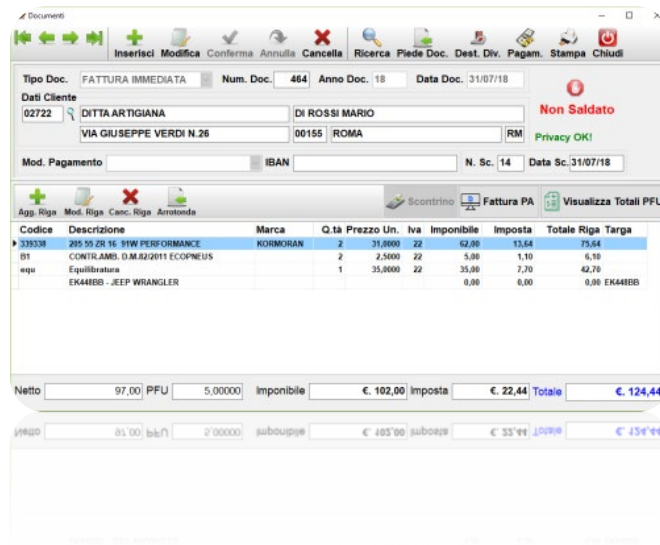 Documenti
Inserisci Modifica Conferma Annulla Cancella Ricerca Piede Doc. Dest. Div. Pagam. Stampa Chiudi
Tipo Doc. FATTURA IMMEDIATA Num. Doc. 464 Anno Doc. 18 Data Doc. 31/07/18
Dati Cliente
02722 DITTA ARTIGIANA DI ROSSI MARIO Non Saldato
VIA GIUSEPPE VERDI N.26 00155 ROMA RM Privacy OK!
Mod. Pagamento IBAN N. Sc. 14 Data Sc. 31/07/18
Agg. Riga Mod. Riga Canc. Riga Arrotonda Scontrino Fattura PA Visualizza Totali PFU
Codice Descrizione Marca Q.tà Prezzo Un. Iva Imponibile Imposta Totale Riga Targa
339338 205 55 ZR 16 91W PERFORMANCE KORMORAN 2 31,0000 22 62,00 13,64 75,64
B1 CONTR.AMB. D.M.82/2011 ECOPNEUS 2 2,5000 22 5,00 1,10 6,10
equ Equilibratura 1 35,0000 22 35,00 7,70 42,70
EK448BB - JEEP WRANGLER 0,00 0,00 0,00 EK448BB
Netto 97,00 PFU 5,00000 Imponibile €. 102,00 Imposta €. 22,44 Totale €. 124,44